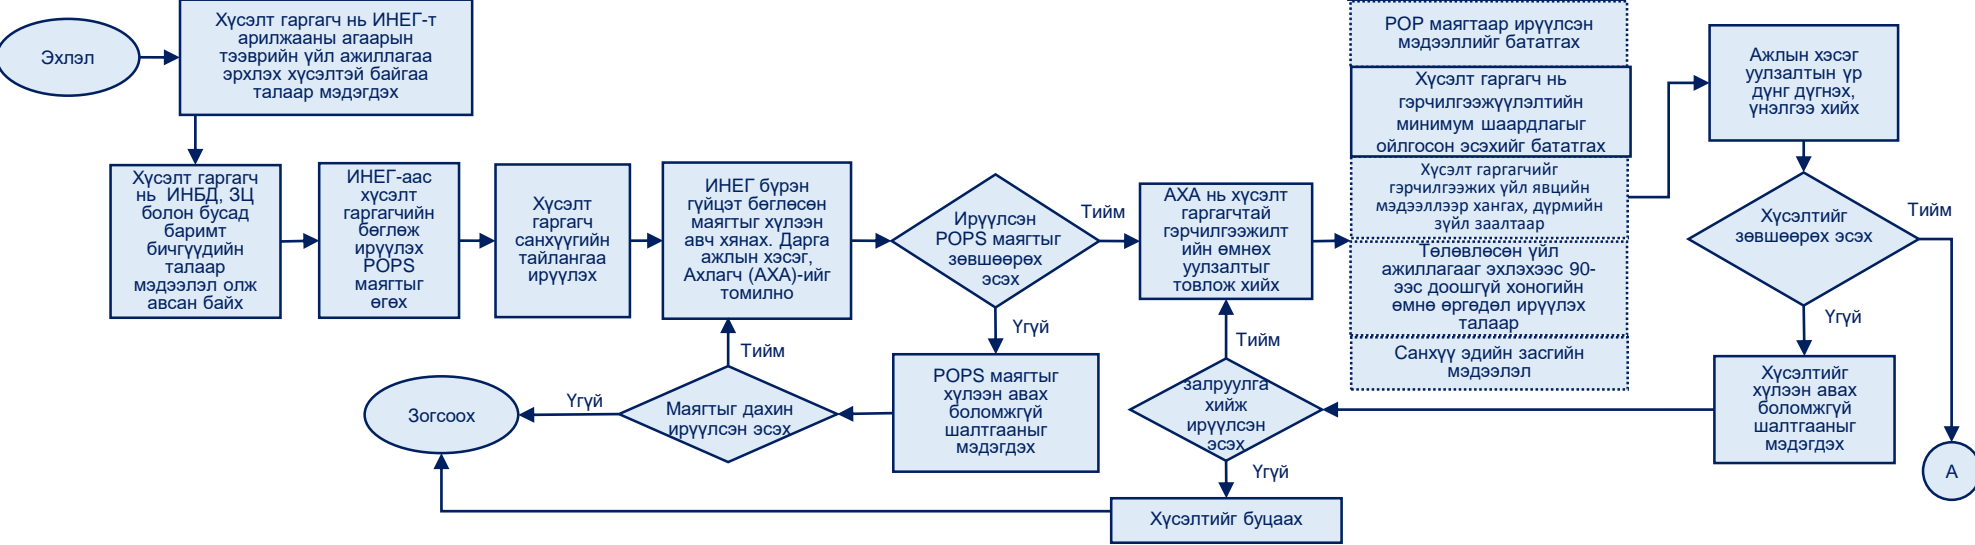 Эхлэл
Хүсэлт гаргагч нь ИНЕГ-т
арилжааны агаарын
тээврийн үйл ажиллагаа
эрхлэх хүсэлтэй байгаа
талаар мэдэгдэх
Хүсэлт гаргагч
нь ИНБД, ЗЦ
болон бусад
баримт
бичгүүдийн
талаар
мэдээлэл олж
авсан байх
ИНЕГ-аас
хүсэлт
гаргагчийн
бөглөж
ирүүлэх
POPS
маягтыг
өгөх
Хүсэлт
гаргагч
санхүүгийн
тайлангаа
ирүүлэх
ИНЕГ бүрэн
гүйцэт бөглөсөн
маягтыг хүлээн
авч хянах. Дарга
ажлын хэсэг,
Ахлагч (АХА)-ийг
томилно
Ирүүлсэн
POPS маягтыг
зөвшөөрөх
эсэх
Тийм
Үгүй
POPS маягтыг
хүлээн авах
боломжгүй
шалтгааныг
мэдэгдэх
Маягтыг дахин
ирүүлсэн эсэх
Тийм
Үгүй
Зогсоох
АХА нь хүсэлт
гаргагчтай
гэрчилгээжилт
ийн өмнөх
уулзалтыг
товлож хийх
POP маягтаар ирүүлсэн
мэдээллийг бататгах
Хүсэлт гаргагч нь
гэрчилгээжүүлэлтийн
минимум шаардлагыг
ойлгосон эсэхийг бататгах
Хүсэлт гаргагчийг
гэрчилгээжих үйл явцийн
мэдээллээр хангах, дүрмийн
зүйл заалтаар
Төлөвлөсөн үйл
ажиллагааг эхлэхээс 90-
ээс доошгүй хоногийн
өмнө өргөдөл ирүүлэх
талаар
Санхүү эдийн засгийн
мэдээлэл
Ажлын хэсэг
уулзалтын үр
дүнг дүгнэх,
үнэлгээ хийх
Хүсэлтийг
зөвшөөрөх эсэх
Тийм
Үгүй
Хүсэлтийг
хүлээн авах
боломжгүй
шалтгааныг
мэдэгдэх
А
залруулга
хийж
ирүүлсэн
эсэх
Тийм
Үгүй
Хүсэлтийг буцаах